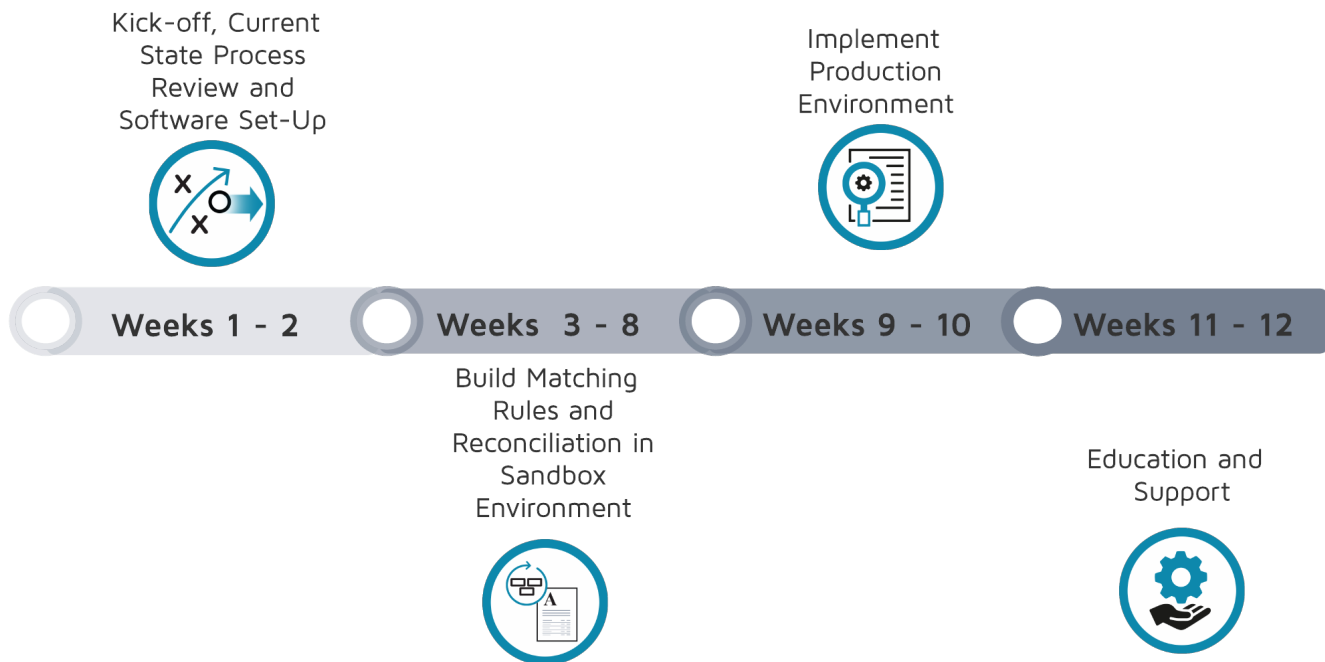 Kick-off, Current
State Process
Review and
Software Set-Up
Implement
Production
Environment
Weeks 1 - 2
Weeks 3 - 8
Weeks 9 - 10
Weeks 11 - 12
Build Matching
Rules and
Reconciliation in
Sandbox
Environment
Education and
Support
X
X
A